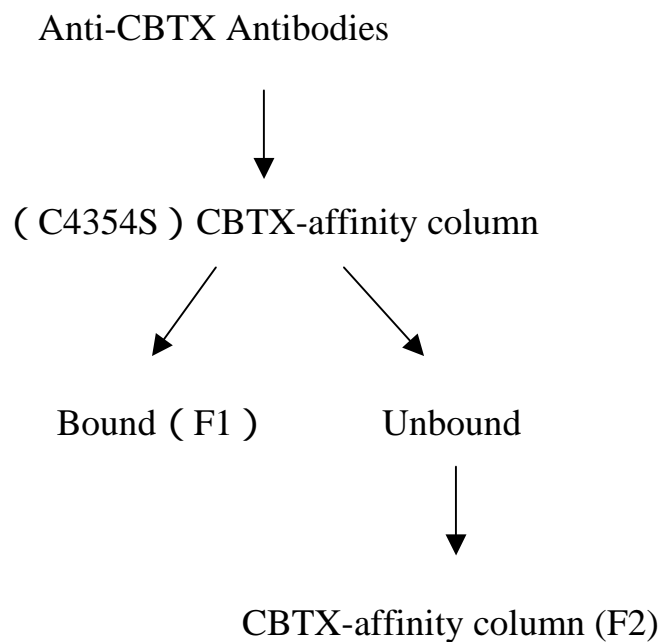 Anti-CBTX Antibodies
( C4354S ) CBTX-affinity column
Bound ( F1 ) Unbound
CBTX-affinity column (F2)